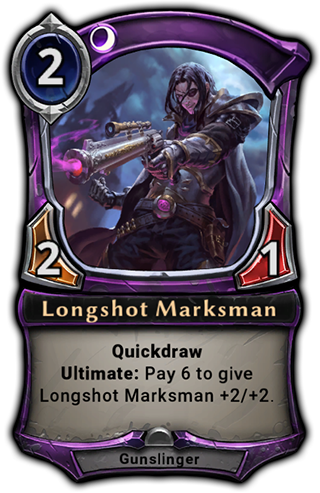 2
2
1
Longshot Marksman
Quickdraw
Ultimate: Pay 6 to give
Longshot Marksman +2/+2.
Gunslinger